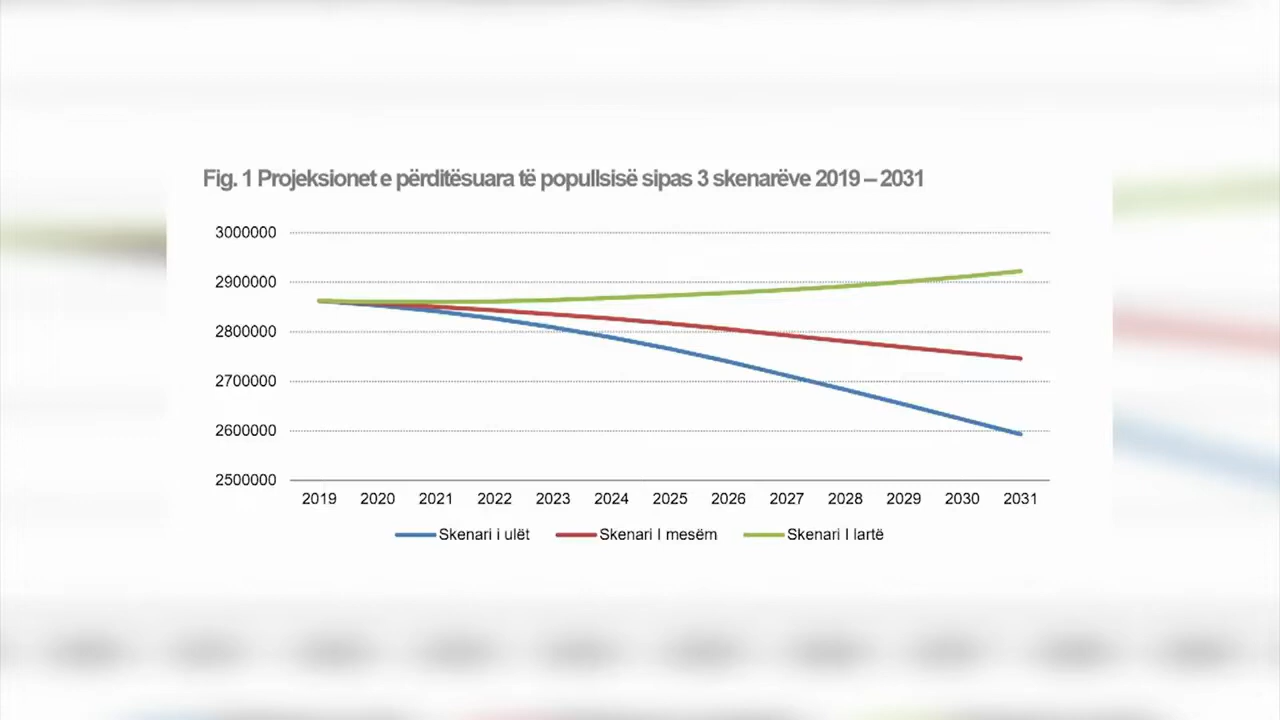 Fig. 1 Projeksionet e përditësuara të popullsisë sipas 3 skenarëve 2019 – 2031
3000000
2900000
2800000
2700000
2600000
2500000
2019 2020 2021 2022 2023 2024 2025 2026 2027 2028 2029 2030 2031
Skenari i ulët Skenari I mesëm Skenari I lartë